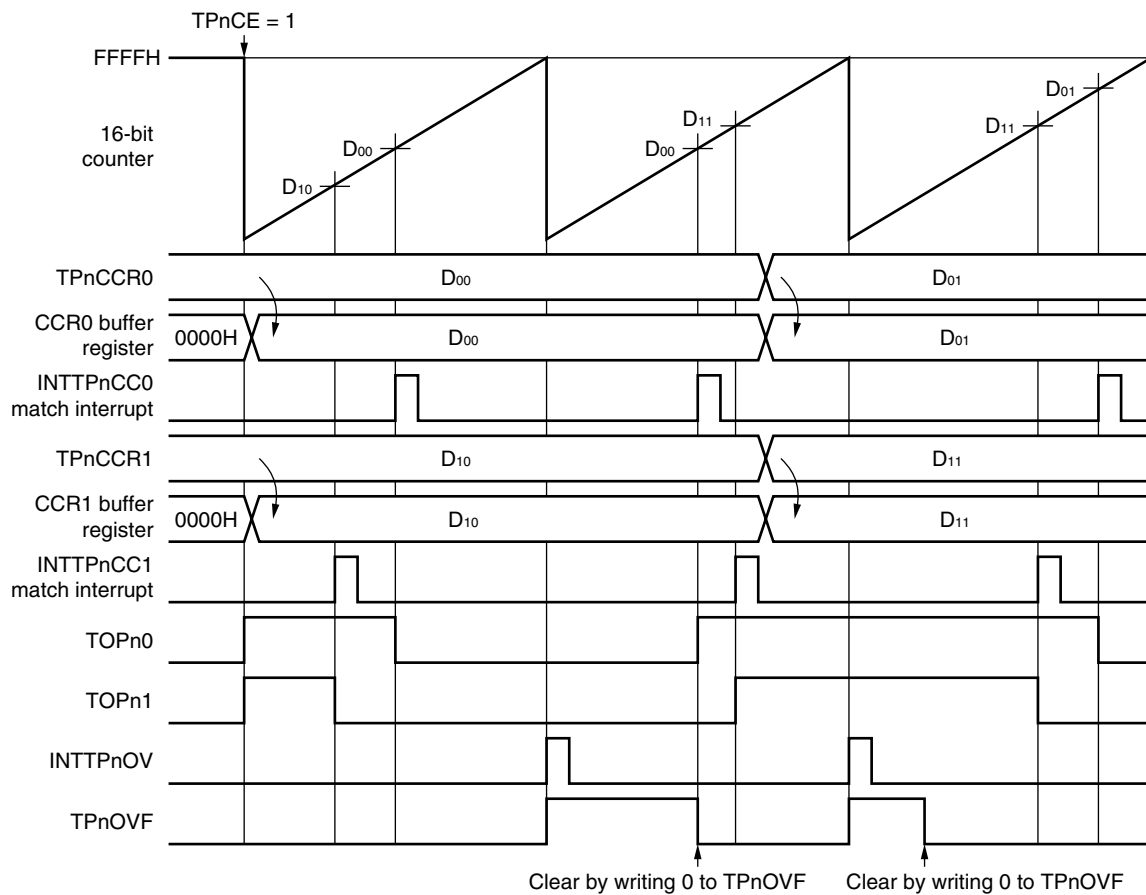 TPnCE = 1
FFFFH
16-bit
counter
D10
D00
D00
D11
D11
D01
TPnCCR0
D00
D01
CCR0 buffer
register
0000H
D00
D01
INTTPnCC0
match interrupt
TPnCCR1
D10
D11
CCR1 buffer
register
0000H
D10
D11
INTTPnCC1
match interrupt
TOPn0
TOPn1
INTTPnOV
TPnOVF
Clear by writing 0 to TPnOVF
Clear by writing 0 to TPnOVF